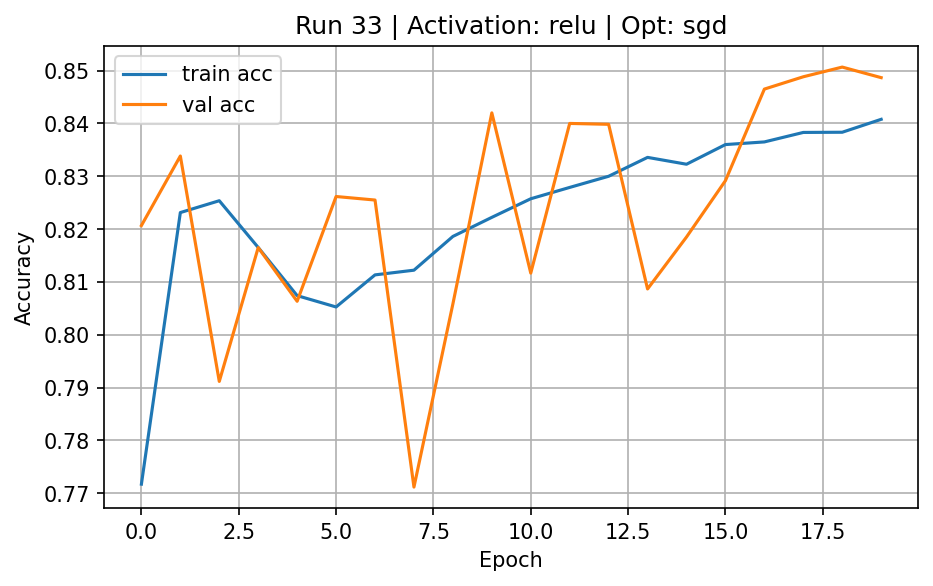 Run 33 | Activation: relu | Opt: sgd
train acc
val acc
Accuracy
0.85
0.84
0.83
0.82
0.81
0.80
0.79
0.78
0.77
0.0 2.5 5.0 7.5 10.0 12.5 15.0 17.5
Epoch